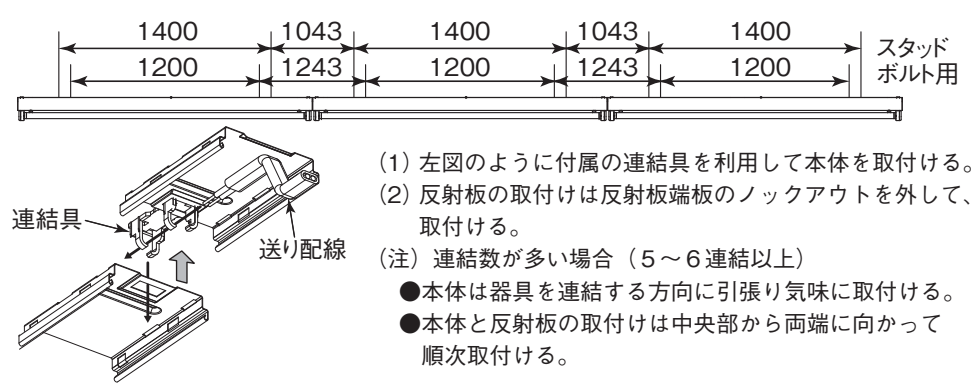 1400 1043 1400 1043 1400
1200 1243 1200 1243 1200
スタッド
ボルト用
連結具
送り配線
(1) 左図のように付属の連結具を利用して本体を取付ける。
(2) 反射板の取付けは反射板端板のノックアウトを外して、
取付ける。
(注) 連結数が多い場合(5～6連結以上)
●本体は器具を連結する方向に引張り気味に取付ける。
●本体と反射板の取付けは中央部から両端に向かって
順次取付ける。